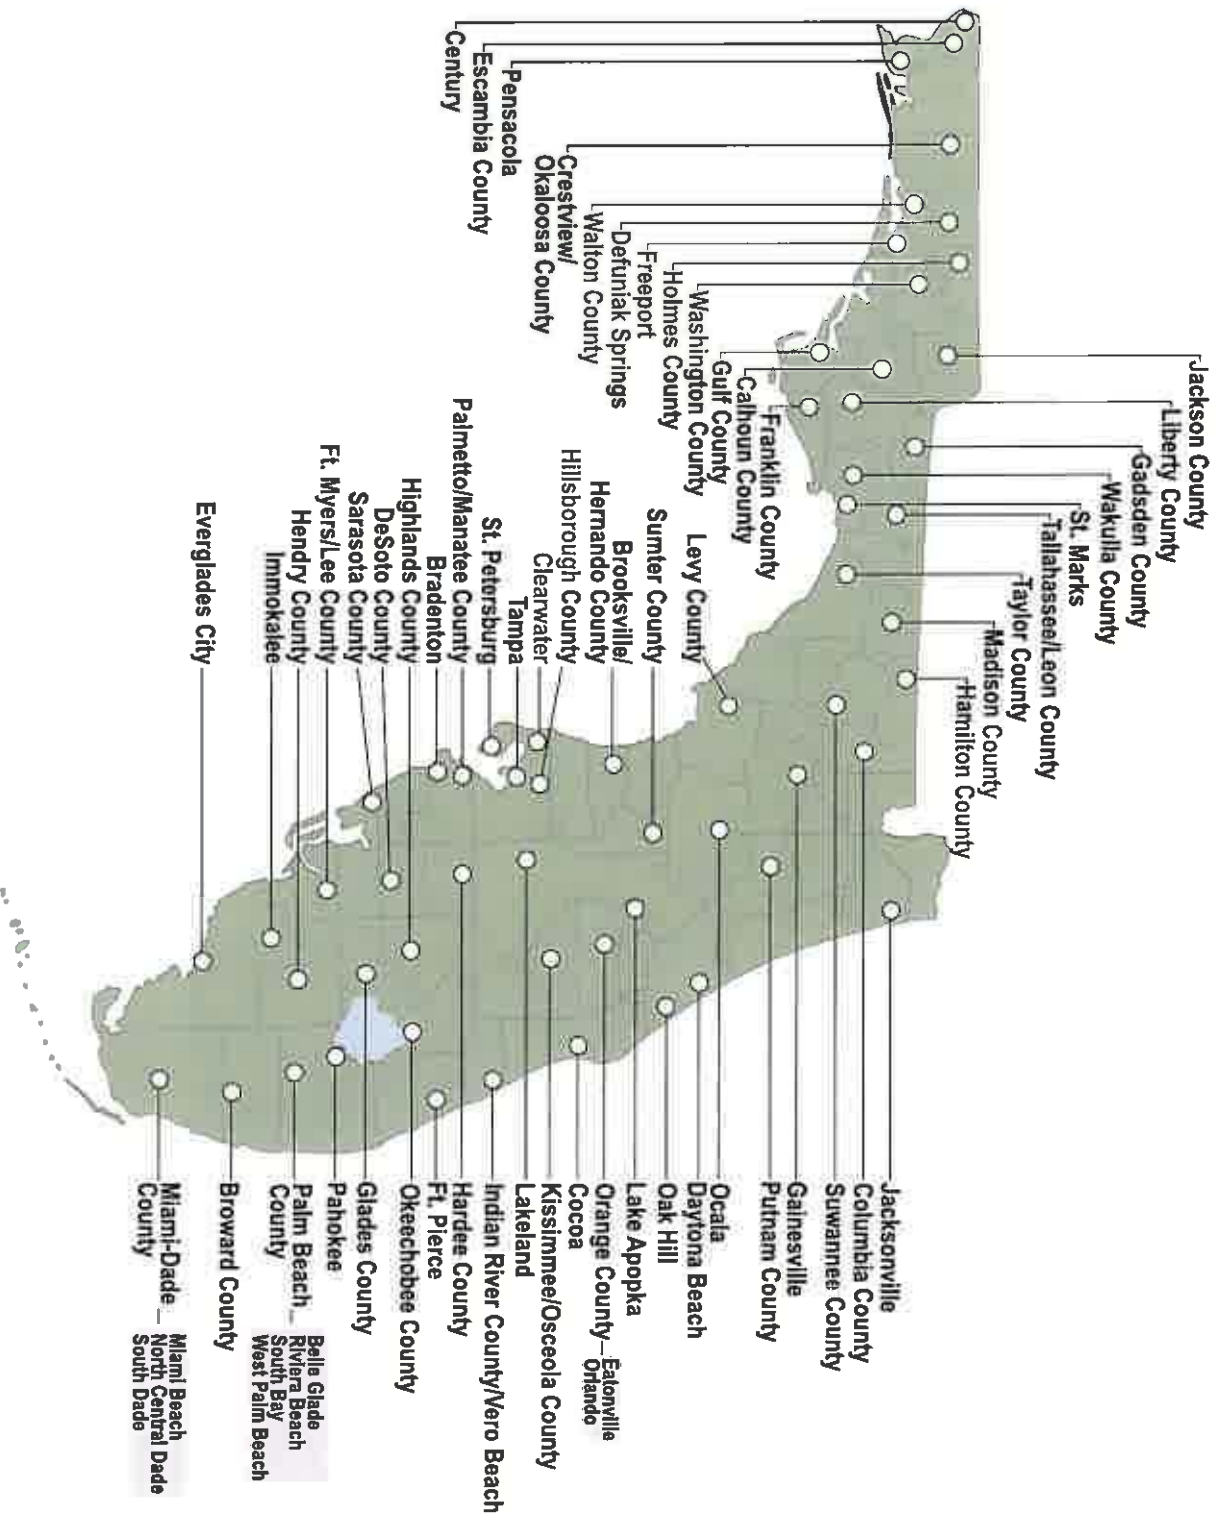 Jackson County
Liberty County
Gadsden County
Wakulla County
St. Marks
Tallahassee/Leon County
Taylor County
Madison County
Hamilton County
Century
Escambia County
Pensacola
Crestview/
Okaloosa County
Walton County
Defuniak Springs
Freeport
Holmes County
Washington County
Gulf County
Calhoun County
Franklin County
Levy County
Sumter County
Brooksville/
Hernando County
Hillsborough County
Clearwater
Tampa
St. Petersburg
Palmetto/Manatee County
Bradenton
Highlands County
DeSoto County
Sarasota County
Ft. Myers/Lee County
Hendry County
Immokalee
Everglades City
Jacksonville
Columbia County
Suwannee County
Gainesville
Putnam County
Ocala
Daytona Beach
Oak Hill
Lake Apopka
Orange County
Eatonville
Orlando
Cocoa
Kissimmee/Osceola County
Lakeland
Indian River County/Vero Beach
Hardee County
Ft. Pierce
Okeechobee County
Glades County
Pahokee
Palm Beach
County
Belle Glade
Riviera Beach
South Bay
West Palm Beach
Broward County
Miami-Dade
County
Miami Beach
North Central Dade
South Dade